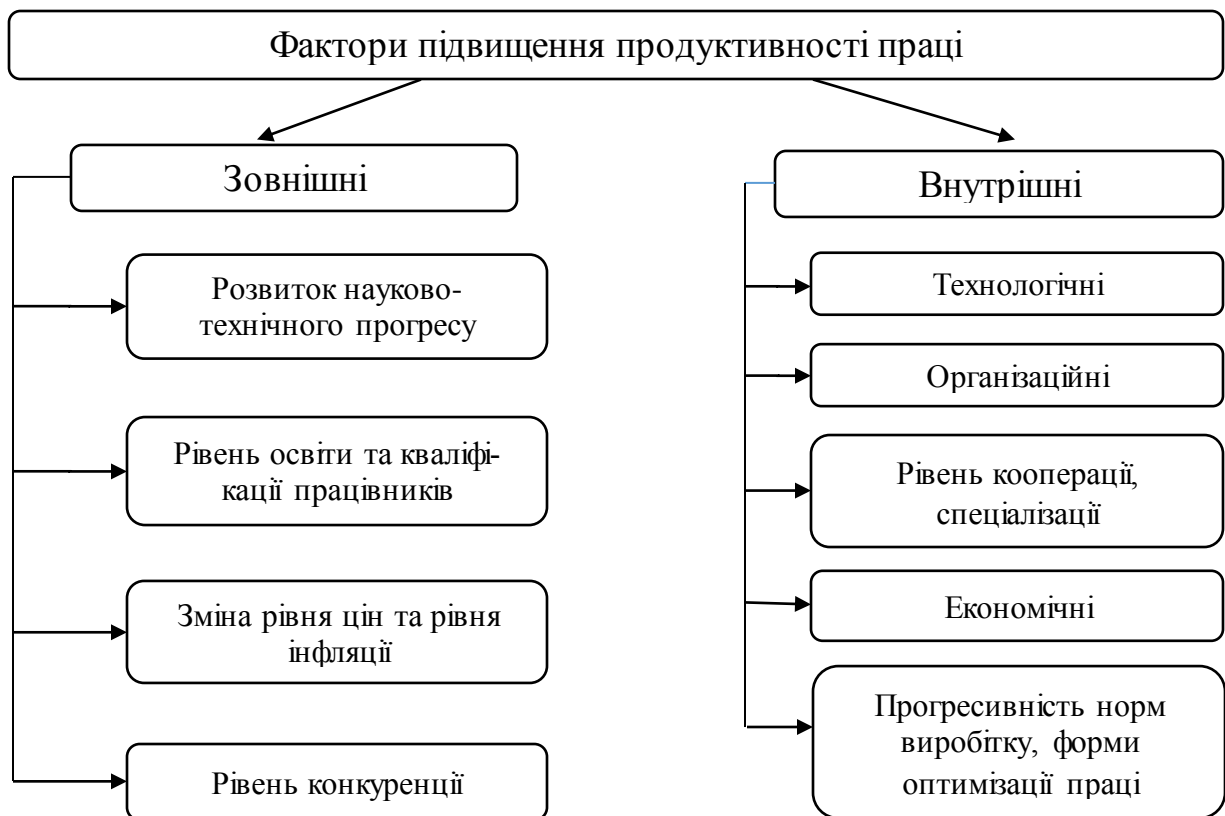 Фактори підвищення продуктивності праці
Зовнішні
Розвиток науково-
технічного прогресу
Рівень освіти та кваліфі-
кації працівників
Зміна рівня цін та рівня
інфляції
Рівень конкуренції
Внутрішні
Технологічні
Організаційні
Рівень кооперації,
спеціалізації
Економічні
Прогресивність норм
виробітку, форми
оптимізації праці